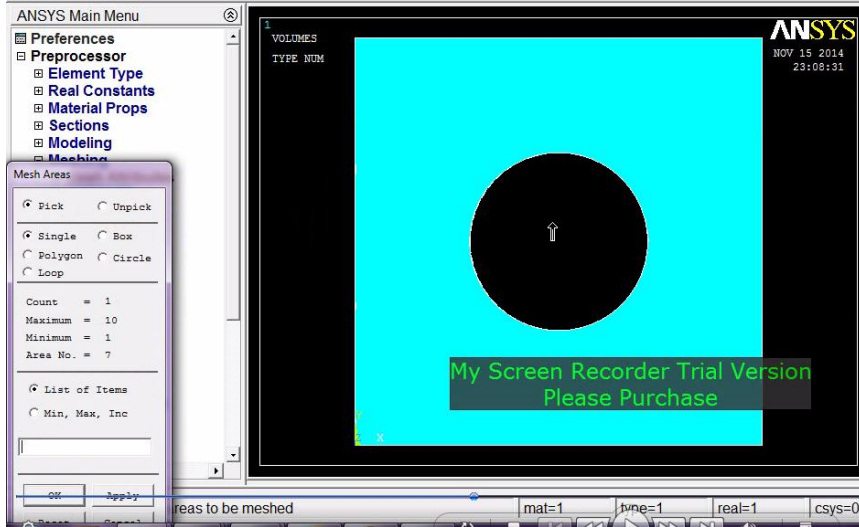 ANSYS Main Menu
Preferences
Preprocessor
Element Type
Real Constants
Material Props
Sections
Modeling
Meshing
Mesh Areas
Pick
Unpick
Single
Box
Polygon
Circle
Loop
Count = 1
Maximum = 10
Minimum = 1
Area No. = 7
List of Items
Min, Max, Inc
OK
Apply
Reset
Cancel
1
VOLUMES
TYPE NUM
ANSYS
NOV 15 2014
23:08:31
My Screen Recorder Trial Version
Please Purchase
X
reas to be meshed
mat=1
type=1
real=1
csys=0